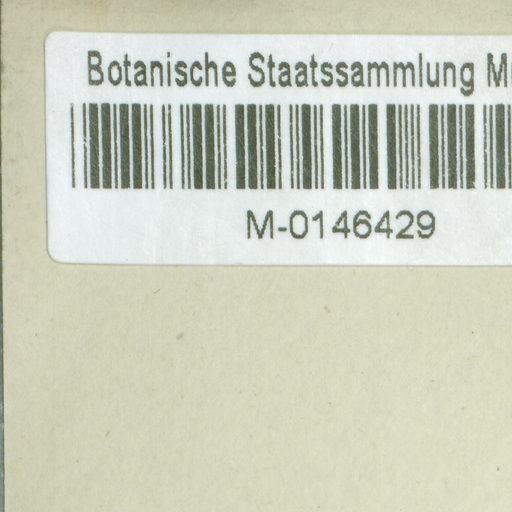 Botanische Staatssammlung
M-0146429